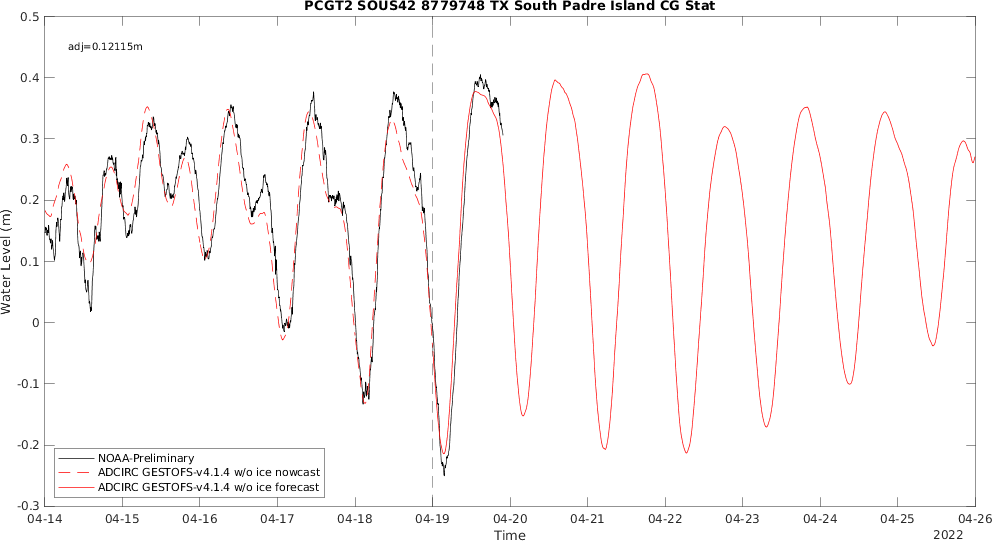 PCGT2 SOUS42 8779748 TX South Padre Island CG Stat
0.5
adj=0.12115m
0.4
0.3
0.2
0.1
0
-0.1
-0.2
-0.3
Water Level (m)
NOAA-Preliminary
ADCIRC GESTOFS-v4.1.4 w/o ice nowcast
ADCIRC GESTOFS-v4.1.4 w/o ice forecast
04-14 04-15 04-16 04-17 04-18 04-19 04-20 04-21 04-22 04-23 04-24 04-25 04-26
Time
2022